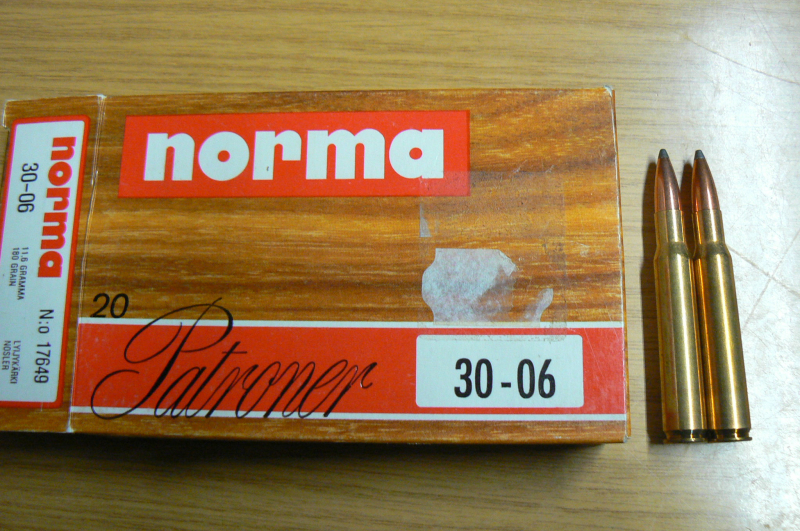 norma
20
Patroner
30-06
norma
30-06
11,6 GRAMMA
180 GRAIN
N:o 17649
LYIJYKÄRKI
NOSLER